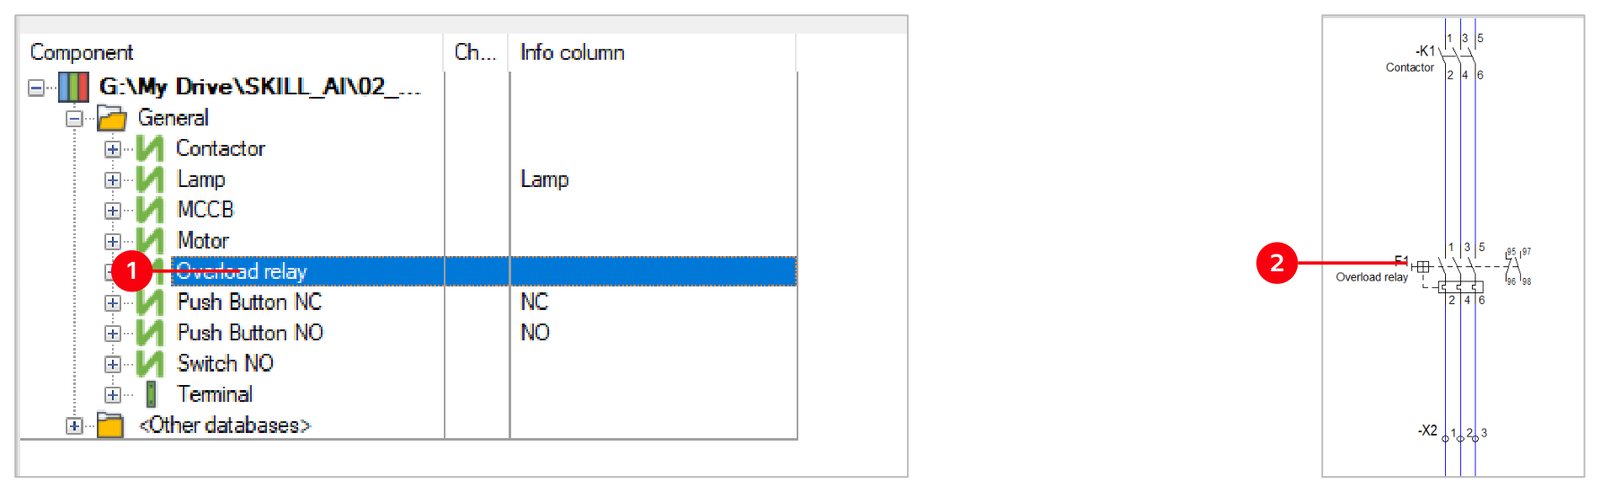 Component Ch... Info column
G:\My Drive\SKILL_AI\02_...
General
Contactor
Lamp Lamp
MCCB
Motor
1 Overload relay
Push Button NC NC
Push Button NO NO
Switch NO
Terminal
<Other databases>
1 3 5
-K1
Contactor
2 4 6
1 3 5
95 97
2
Overload relay
96 98
2 4 6
-X2 1 2 3